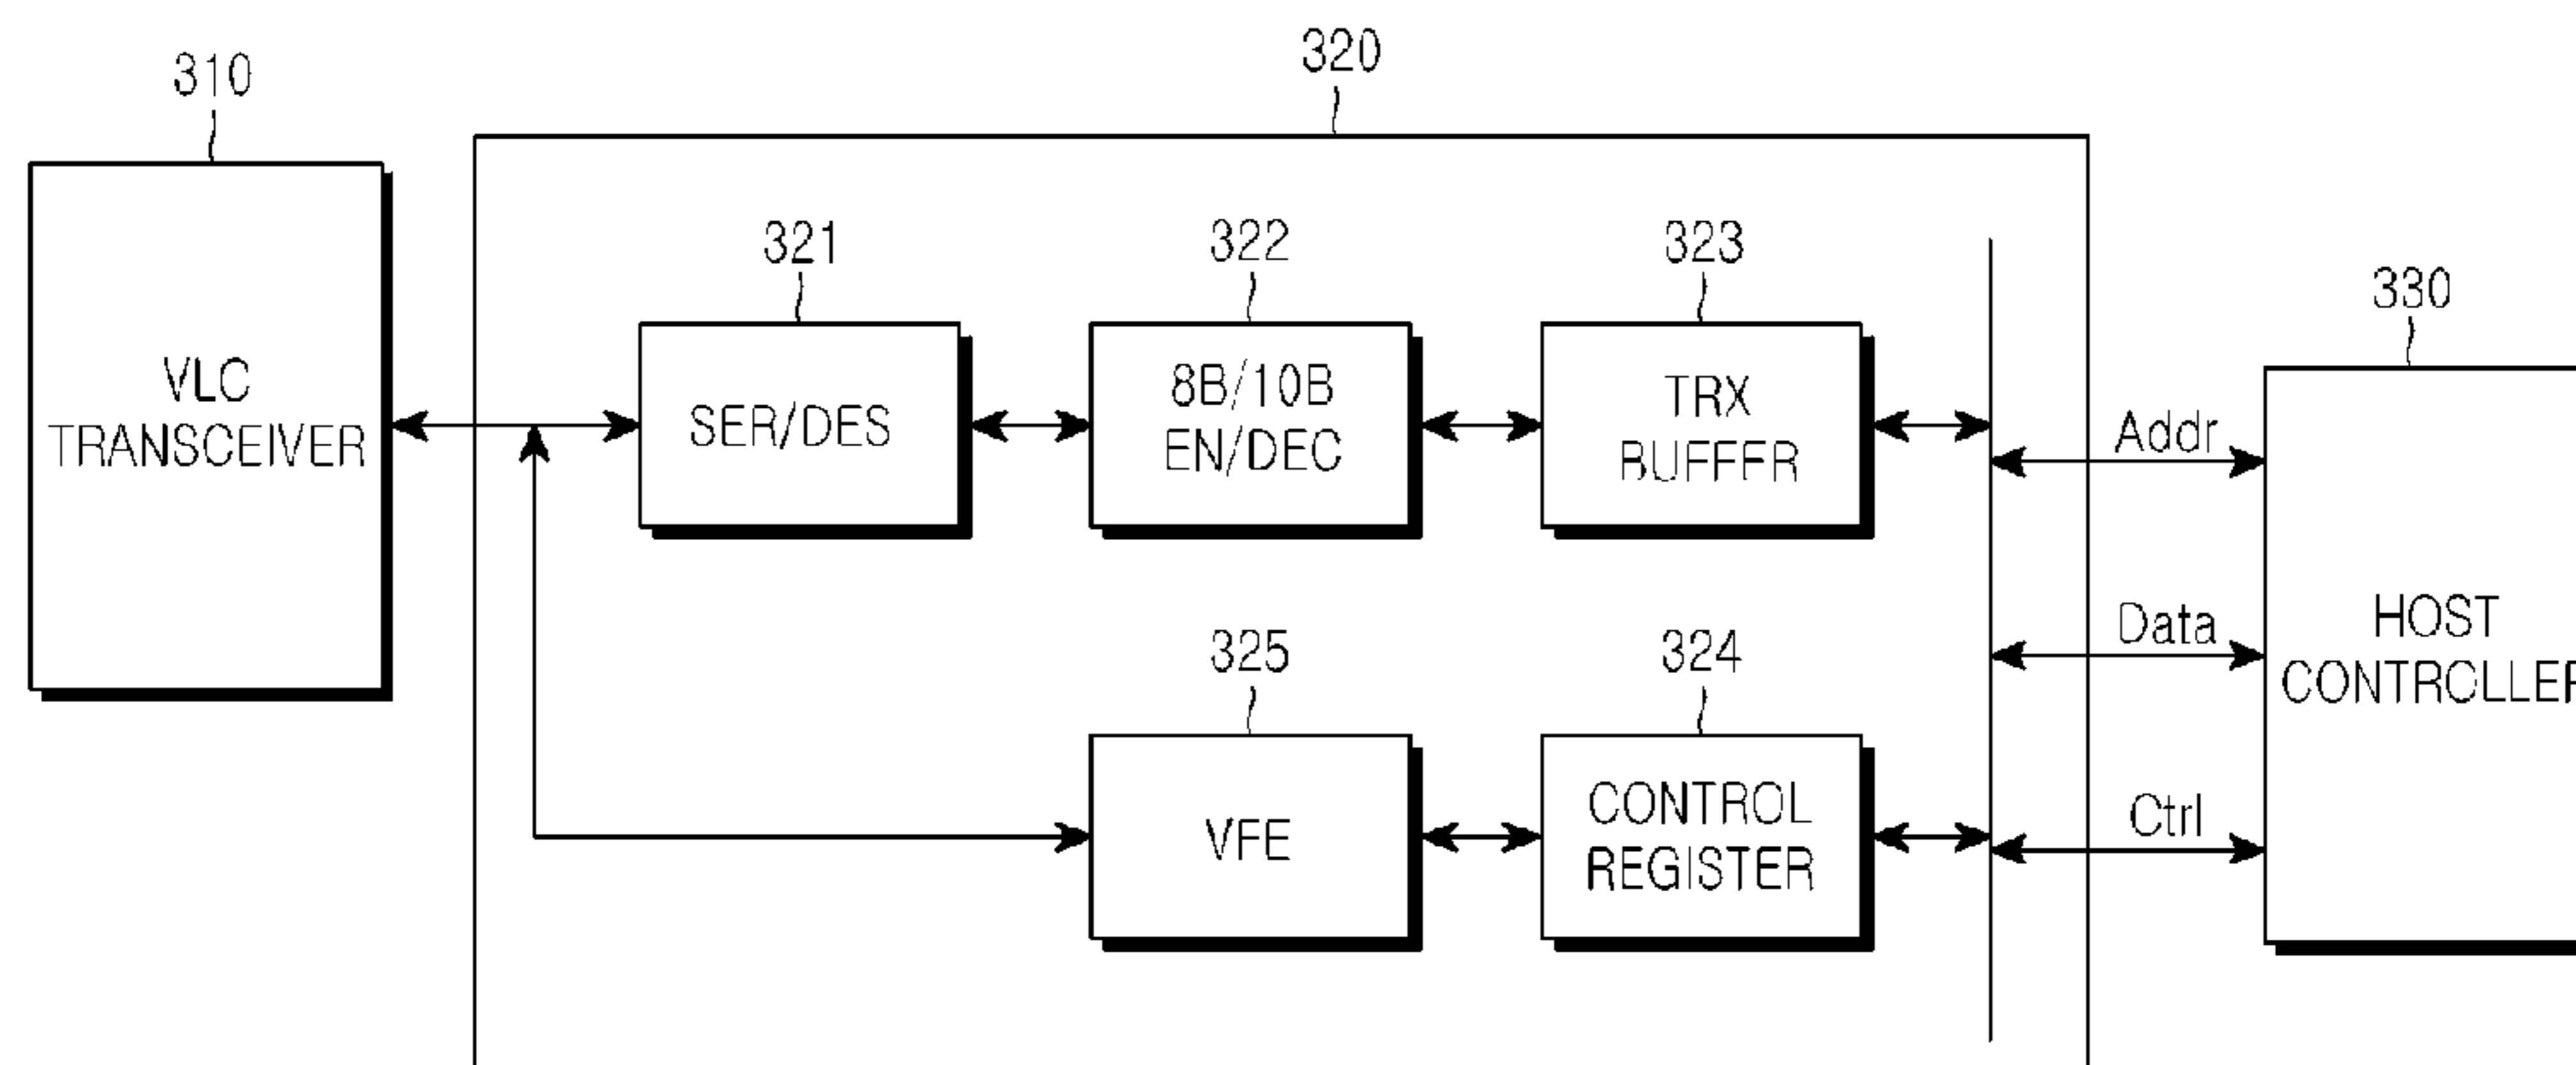 320
310
321
322
323
330
VLC
TRANSCEIVER
SER/DES
8B/10B
EN/DEC
TRX
BUFFER
Addr
Data
HOST
CONTROLLER
325
324
VFE
CONTROL
REGISTER
Ctrl